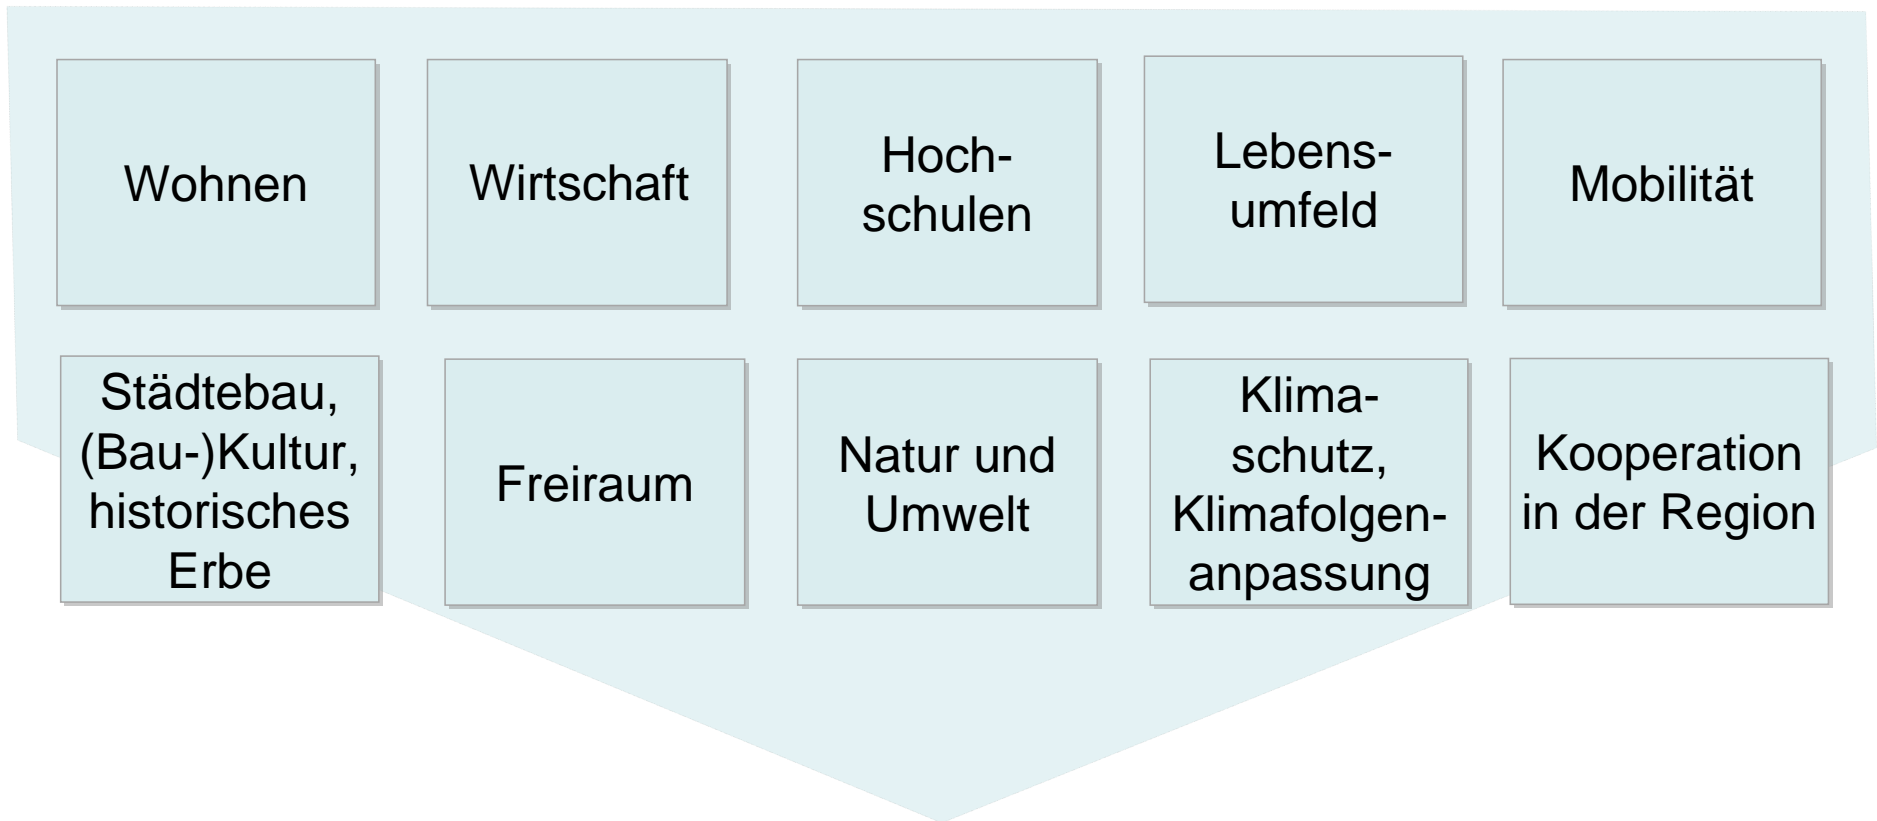 Wohnen
Wirtschaft
Hoch-
schulen
Lebens-
umfeld
Mobilität
Städtebau,
(Bau-)Kultur,
historisches
Erbe
Freiraum
Natur und
Umwelt
Klima-
schutz,
Klimafolgen-
anpassung
Kooperation
in der Region